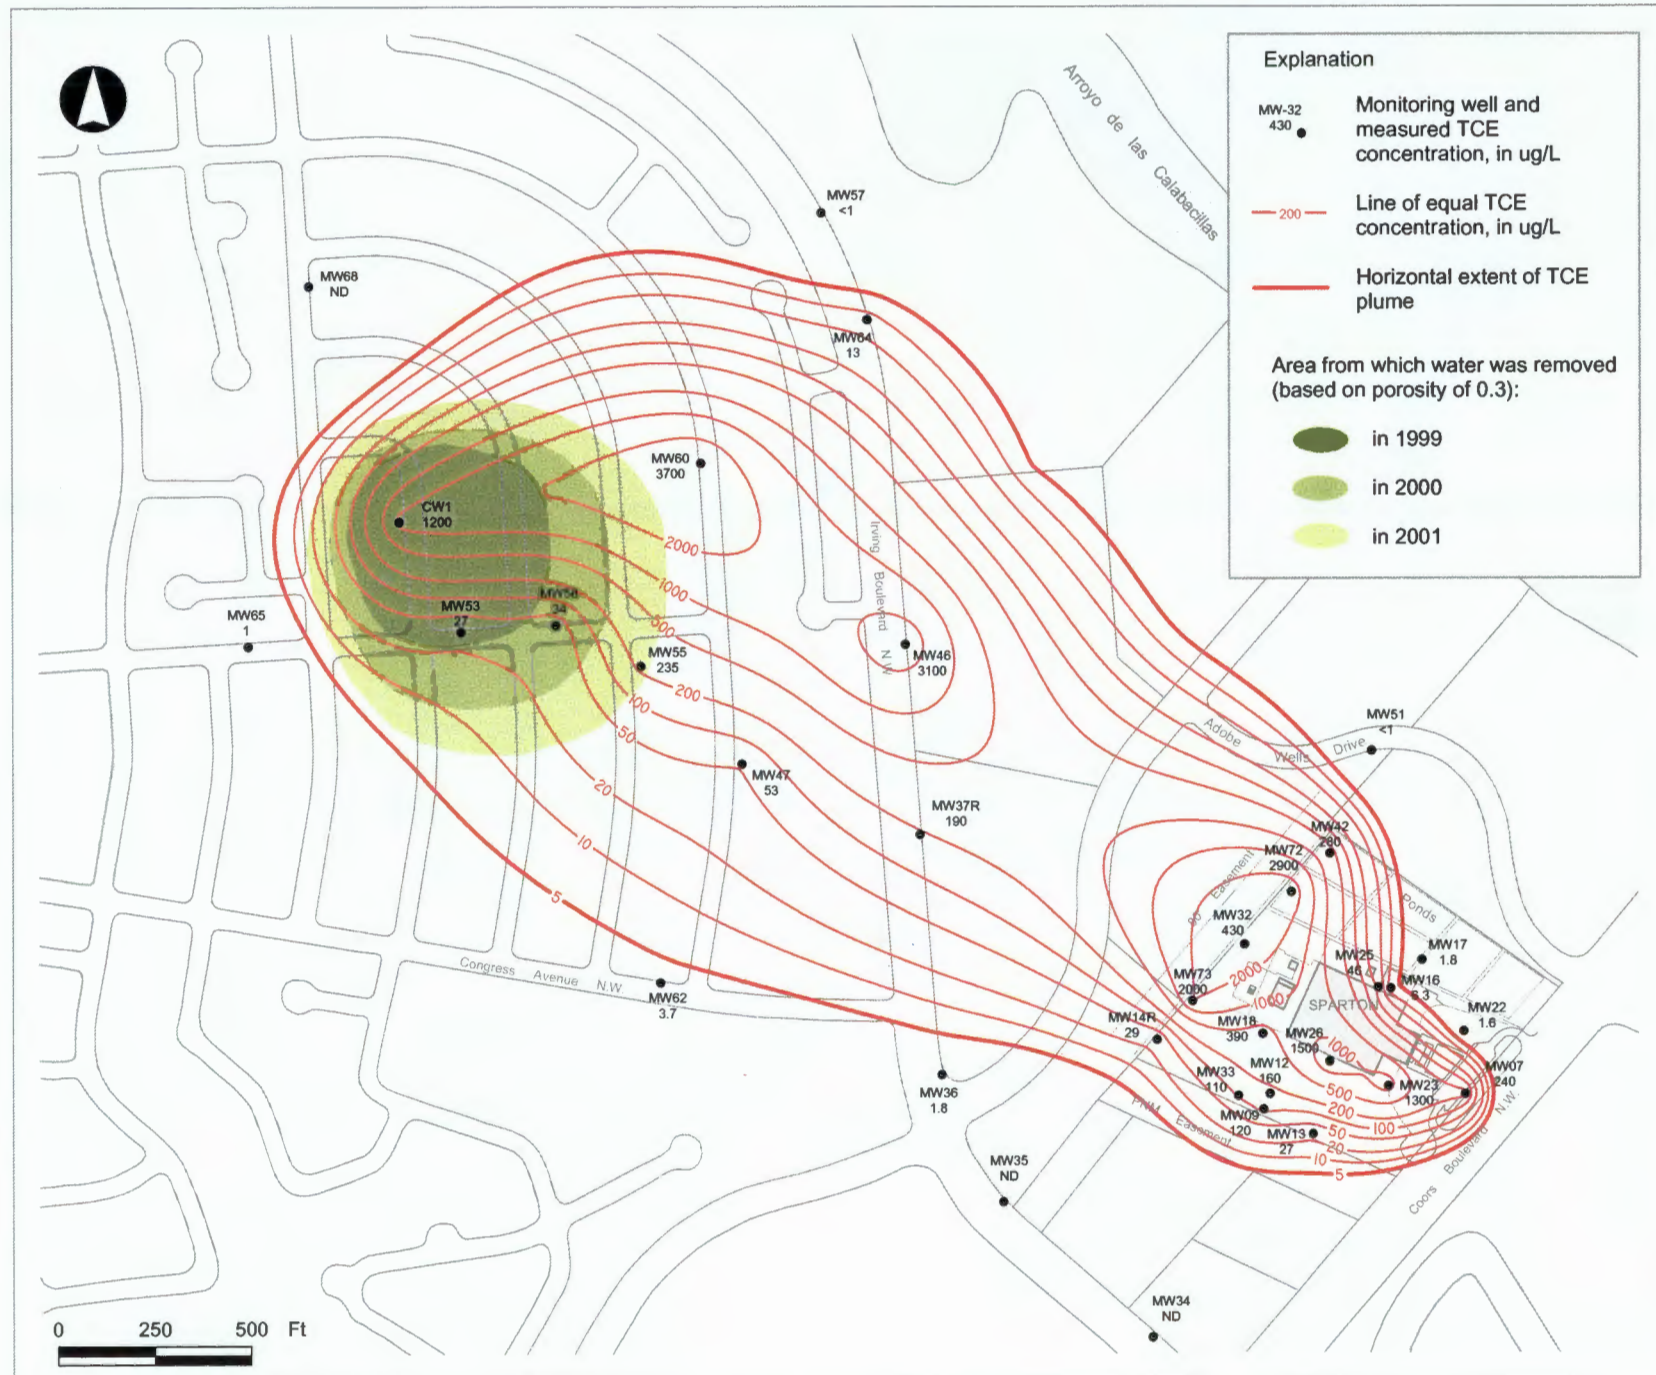 Explanation
MW-32
430
Monitoring well and
measured TCE
concentration, in ug/L
200
Line of equal TCE
concentration, in ug/L
Horizontal extent of TCE
plume
Area from which water was removed
(based on porosity of 0.3):
in 1999
in 2000
in 2001
Arroyo de las Calabacillas
MW57
<1
MW68
ND
MW64
13
MW60
3700
CW1
1200
2000
Irving Boulevard N.W.
1000
MW53
27
34
MW65
1
500
MW55
235
MW46
3100
200
100
50
MW51
<1
Adobe Wells Drive
MW47
53
20
MW37R
190
10
MW42
280
MW72
2900
Easement
Ponds
5
MW32
430
MW17
1.8
MW25
46
Congress Avenue N.W.
MW73
2000
2000
1000
MW16
SPARTON
MW62
3.7
MW14R
29
MW18
390
MW26
1500
1000
MW22
1.6
MW12
160
MW33
110
MW07
240
MW36
1.8
500
MW23
1300
MW09
120
200
PNM Easement
MW13
27
50
100
20
10
5
Coors Boulevard N.W.
MW35
ND
MW34
ND
0 250 500 Ft